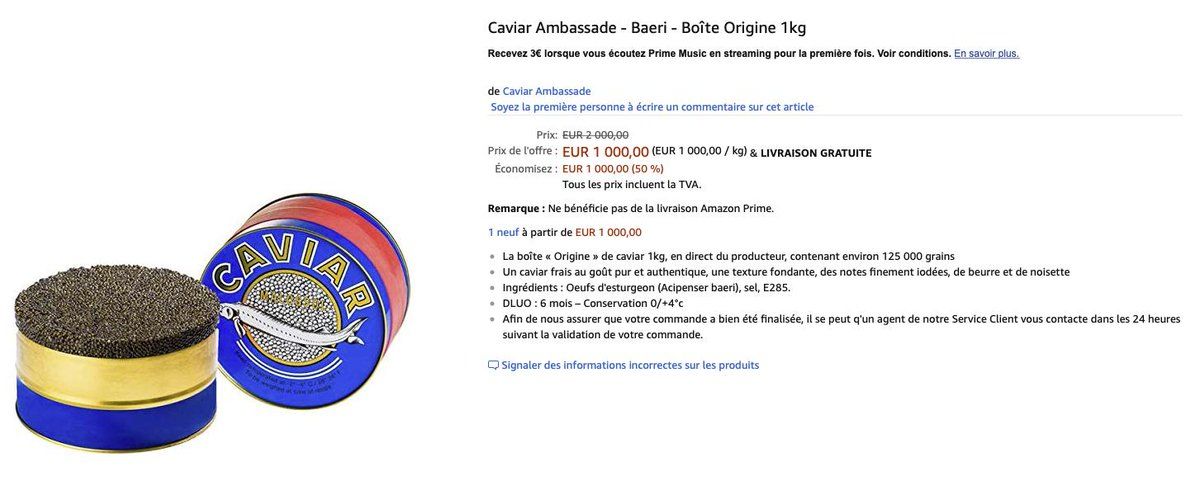 Caviar Ambassade - Baeri - Boîte Origine 1kg
Recevez 3€ lorsque vous écoutez Prime Music en streaming pour la première fois. Voir conditions. En savoir plus.
de Caviar Ambassade
Soyez la première personne à écrire un commentaire sur cet article
Prix: EUR 2 000,00
Prix de l'offre : EUR 1 000,00 (EUR 1 000,00 / kg) & LIVRAISON GRATUITE
Économisez : EUR 1 000,00 (50 %)
Tous les prix incluent la TVA.
Remarque : Ne bénéficie pas de la livraison Amazon Prime.
1 neuf à partir de EUR 1 000,00
La boîte « Origine » de caviar 1kg, en direct du producteur, contenant environ 125 000 grains
Un caviar frais au goût pur et authentique, une texture fondante, des notes finement iodées, de beurre et de noisette
Ingrédients : Oeufs d'esturgeon (Acipenser baeri), sel, E285.
DLUO : 6 mois – Conservation 0/+4°c
Afin de nous assurer que votre commande a bien été finalisée, il se peut qu'un agent de notre Service Client vous contacte dans les 24 heures
suivant la validation de votre commande.
Signaler des informations incorrectes sur les produits
CAVIAR